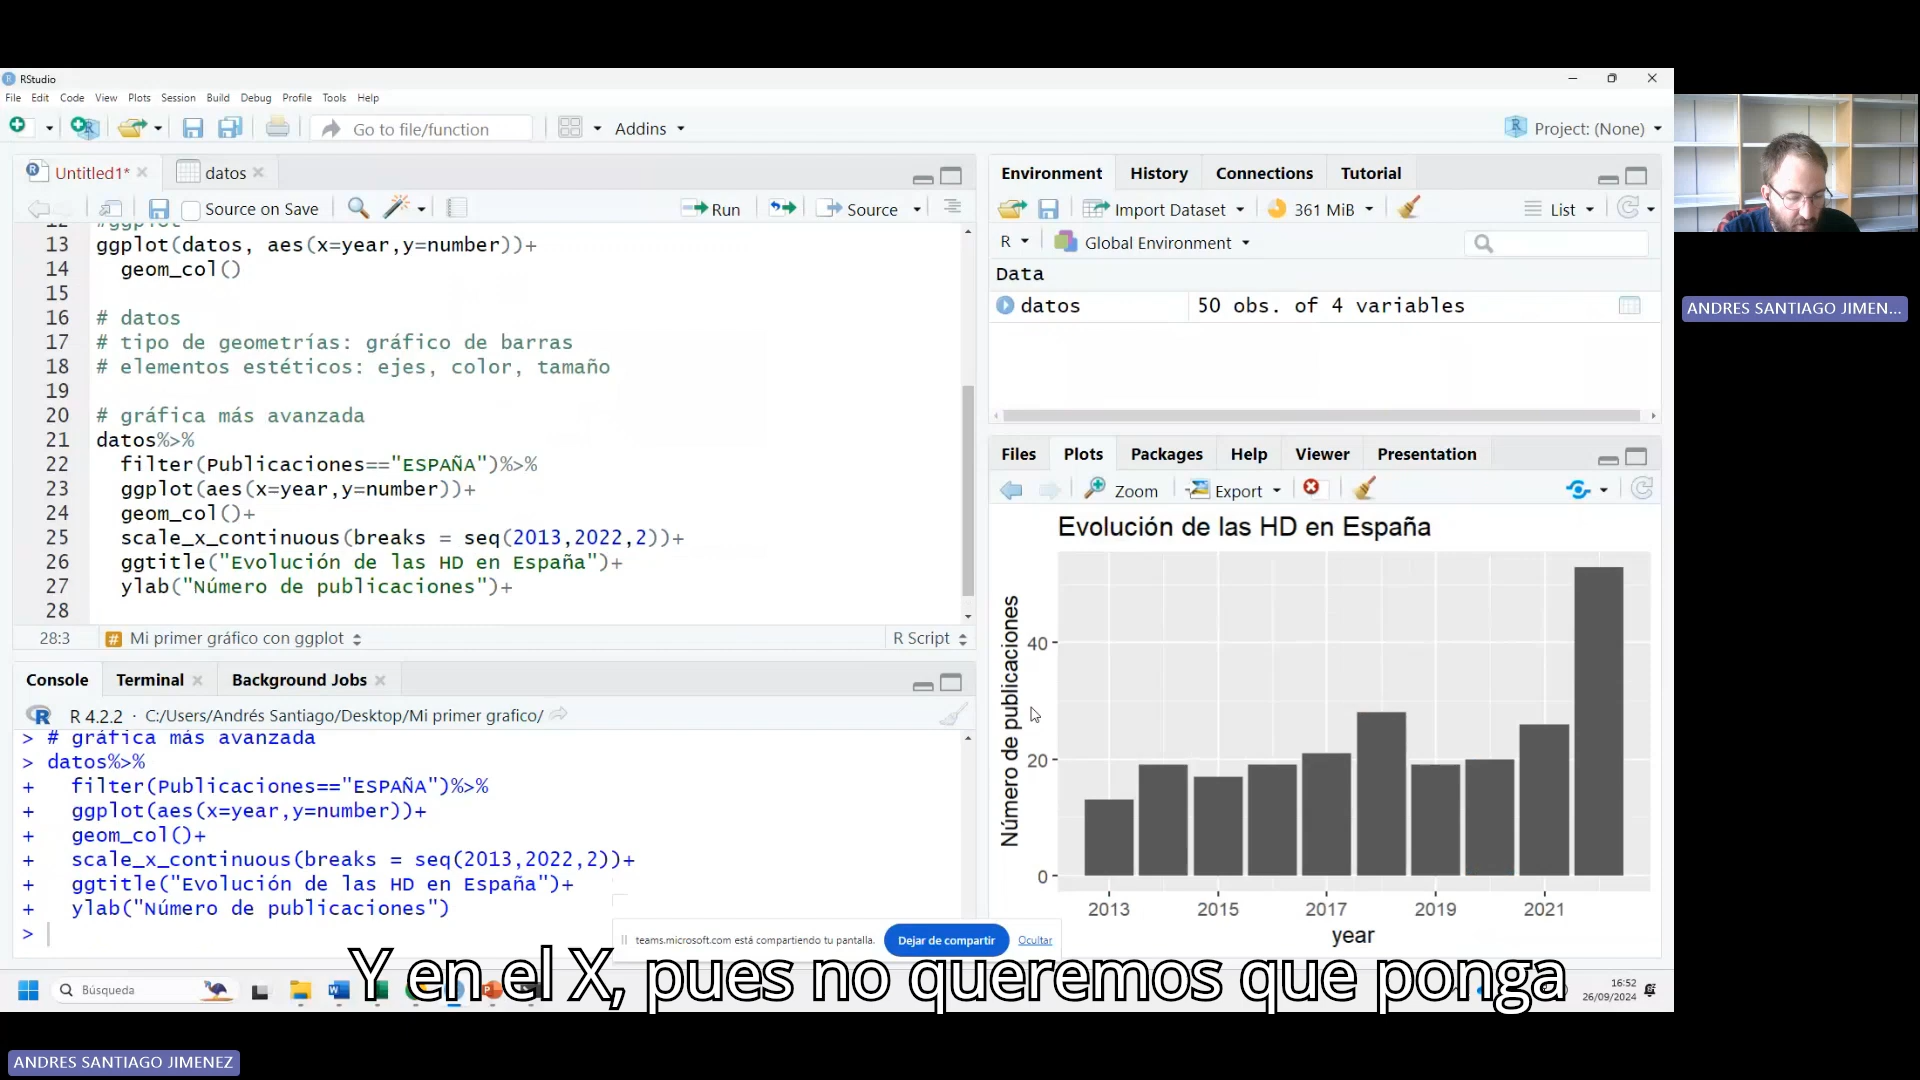 RStudio
File Edit Code View Plots Session Build Debug Profile Tools Help
Go to file/function
Addins
Project: (None)
Untitled1*
datos
Source on Save
Run
Source
13 ggplot(datos, aes(x=year,y=number))+
14 geom_col()
15
16 # datos
17 # tipo de geometrías: gráfico de barras
18 # elementos estéticos: ejes, color, tamaño
19
20 # gráfica más avanzada
21 datos%>%
22 filter(Publicaciones=="ESPAÑA")%>%
23 ggplot(aes(x=year,y=number))+
24 geom_col()+
25 scale_x_continuous(breaks = seq(2013,2022,2))+
26 ggtitle("Evolución de las HD en España")+
27 ylab("Número de publicaciones")+
28
28:3
Mi primer gráfico con ggplot
R Script
Console Terminal Background Jobs
R 4.2.2 · C:/Users/Andrés Santiago/Desktop/Mi primer grafico/
> # gráfica más avanzada
> datos%>%
+ filter(Publicaciones=="ESPAÑA")%>%
+ ggplot(aes(x=year,y=number))+
+ geom_col()+
+ scale_x_continuous(breaks = seq(2013,2022,2))+
+ ggtitle("Evolución de las HD en España")+
+ ylab("Número de publicaciones")
>
Environment History Connections Tutorial
Import Dataset
361 MiB
List
R
Global Environment
Data
datos 50 obs. of 4 variables
Files Plots Packages Help Viewer Presentation
Zoom
Export
Evolución de las HD en España
Número de publicaciones
40
20
0
2013 2015 2017 2019 2021
year
teams.microsoft.com está compartiendo tu pantalla.
Dejar de compartir
Ocultar
Y en el X, pues no queremos que ponga
Búsqueda
16:52
26/09/2024
ANDRES SANTIAGO JIMEN...
ANDRES SANTIAGO JIMENEZ